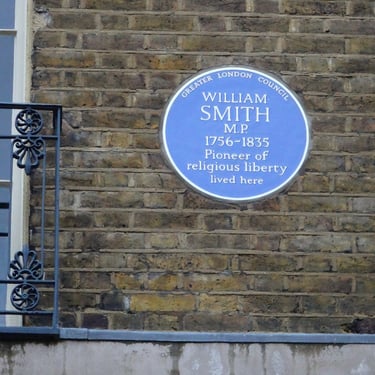 GREATER LONDON COUNCIL
WILLIAM
SMITH
M.P.
1756-1835
Pioneer of
religious liberty
lived here